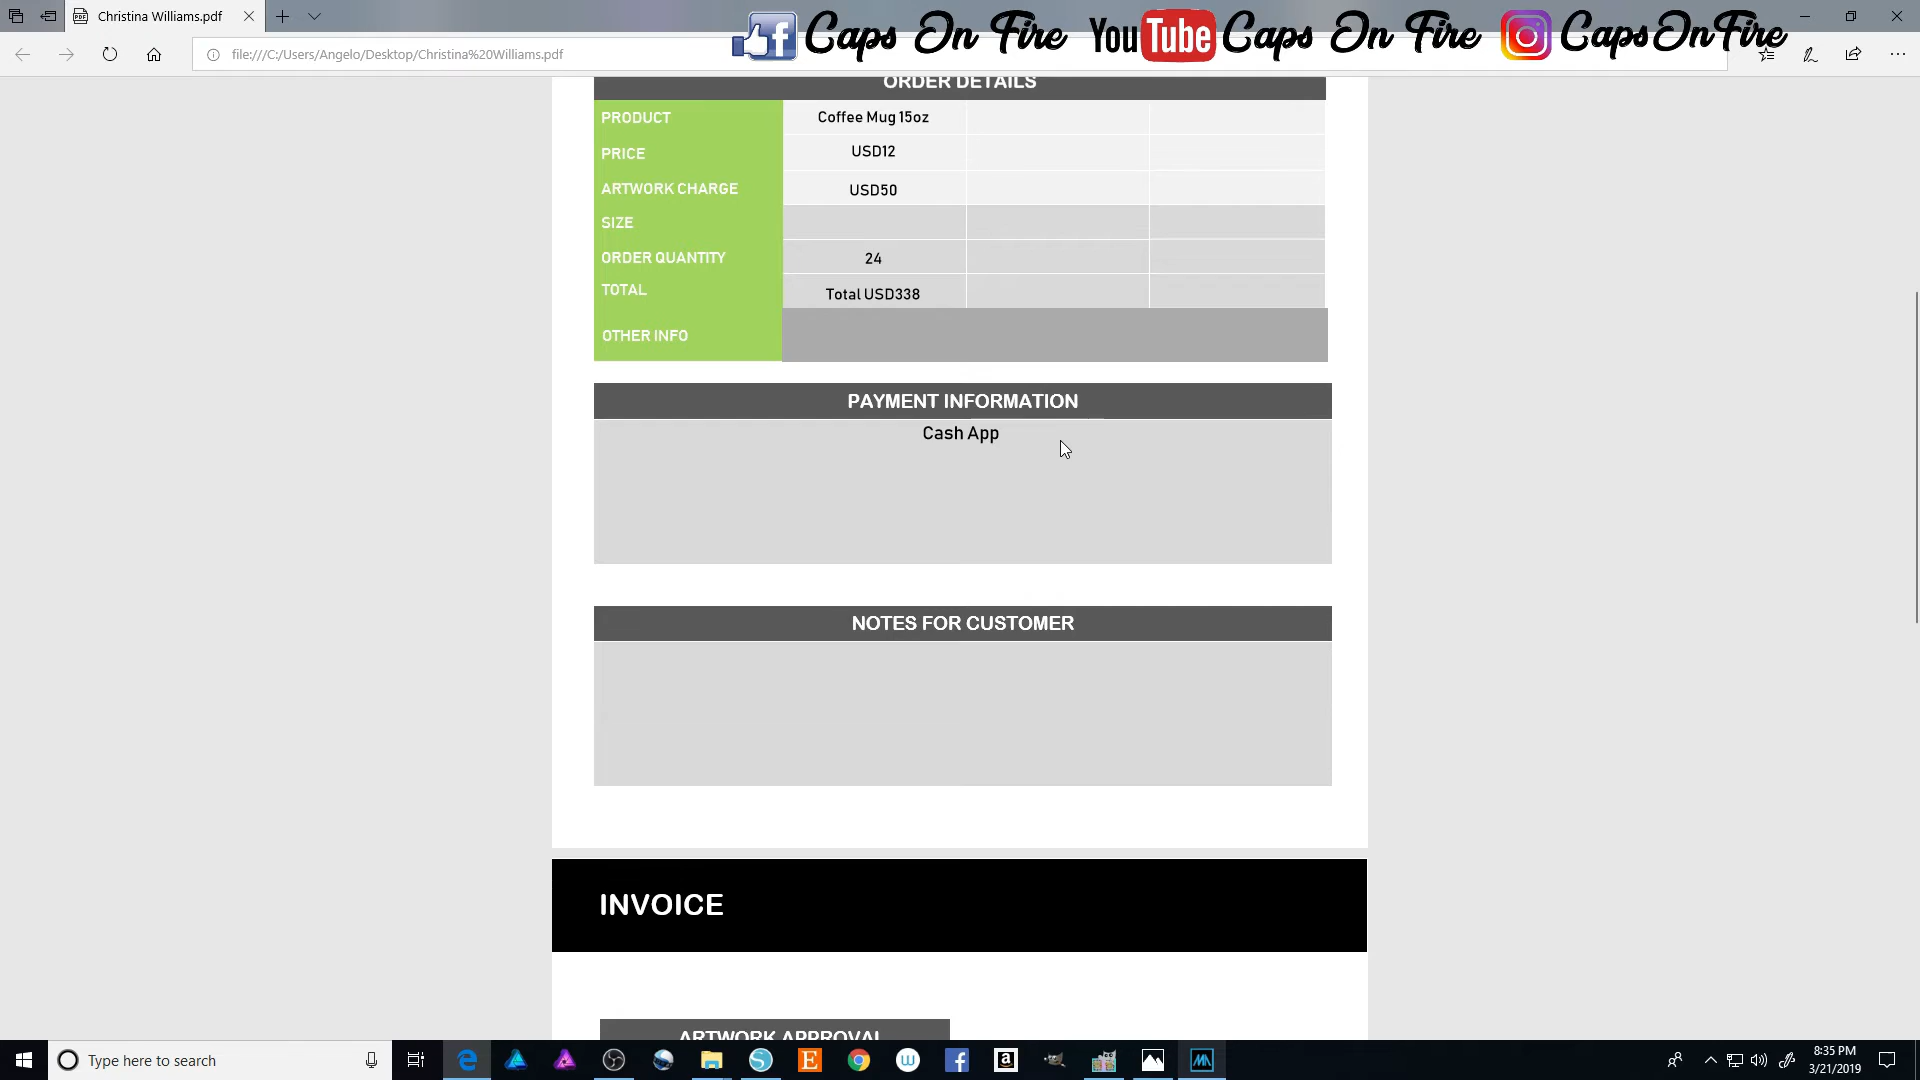 Christina Williams.pdf
Caps On Fire YouTube Caps On Fire CapsOnFire
file:///C:/Users/Angelo/Desktop/Christina%20Williams.pdf
ORDER DETAILS
PRODUCT Coffee Mug 15oz
PRICE USD12
ARTWORK CHARGE USD50
SIZE
ORDER QUANTITY 24
TOTAL Total USD338
OTHER INFO
PAYMENT INFORMATION
Cash App
NOTES FOR CUSTOMER
INVOICE
ARTWORK APPROVAL
Type here to search
8:35 PM
3/21/2019